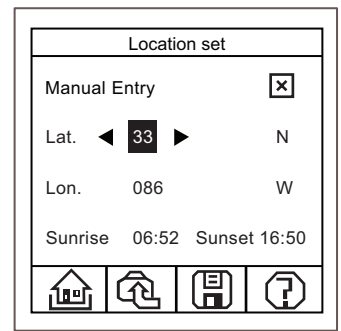 Location set
Manual Entry
Lat. 33 N
Lon. 086 W
Sunrise 06:52 Sunset 16:50
?